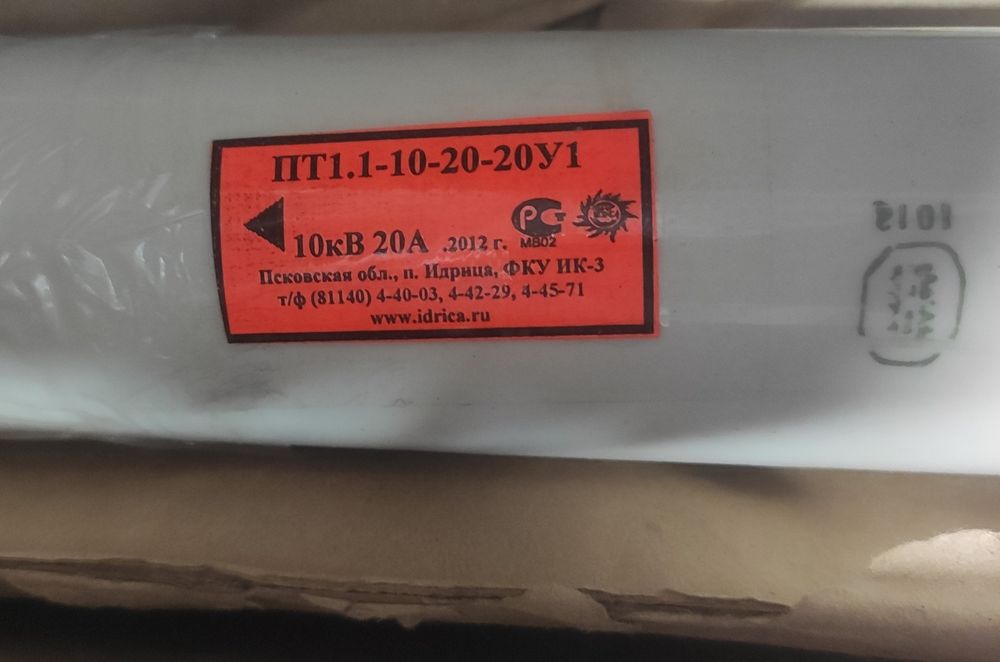 ПТ1.1-10-20-20У1
10кВ 20А .2012 г.
РСТ
МВ02
Псковская обл., п. Идрица, ФКУ ИК-3
т/ф (81140) 4-40-03, 4-42-29, 4-45-71
www.idrica.ru